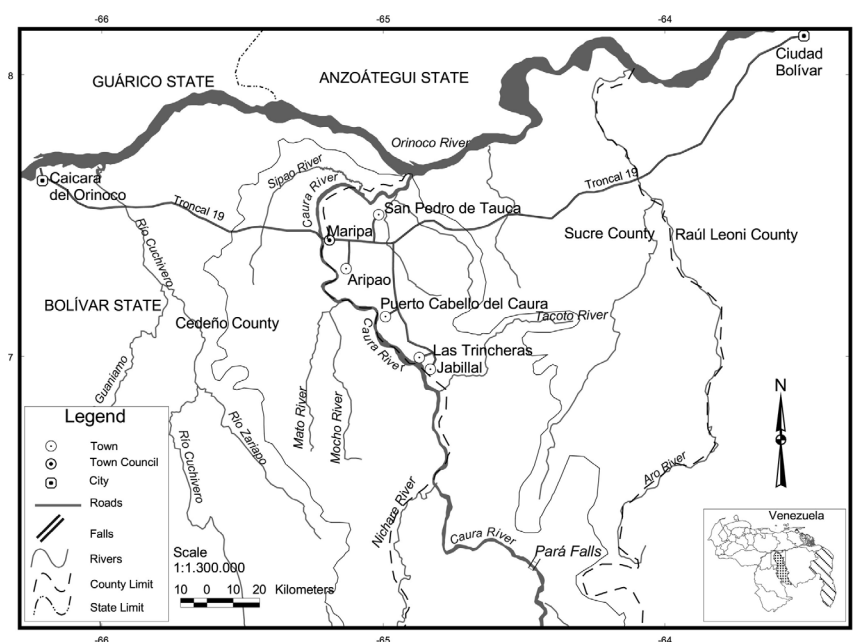 -66
-65
-64
8
7
GUÁRICO STATE
ANZOÁTEGUI STATE
Ciudad
Bolívar
Orinoco River
Caicara
del Orinoco
Sipao River
Caura River
Troncal 19
San Pedro de Tauca
Troncal 19
Maripa
Sucre County
Raúl Leoni County
Río Cuchivero
Aripao
BOLÍVAR STATE
Cedeño County
Puerto Cabello del Caura
Tacoto River
Caura River
Las Trincheras
Jabillal
Guaniamo
Mato River
Mocho River
Río Zariapo
Río Cuchivero
Aro River
Nichare River
Caura River
Pará Falls
N
Legend
Town
Town Council
City
Roads
Falls
Rivers
County Limit
State Limit
Scale
1:1.300.000
10 0 10 20 Kilometers
Venezuela
-66
-65
-64